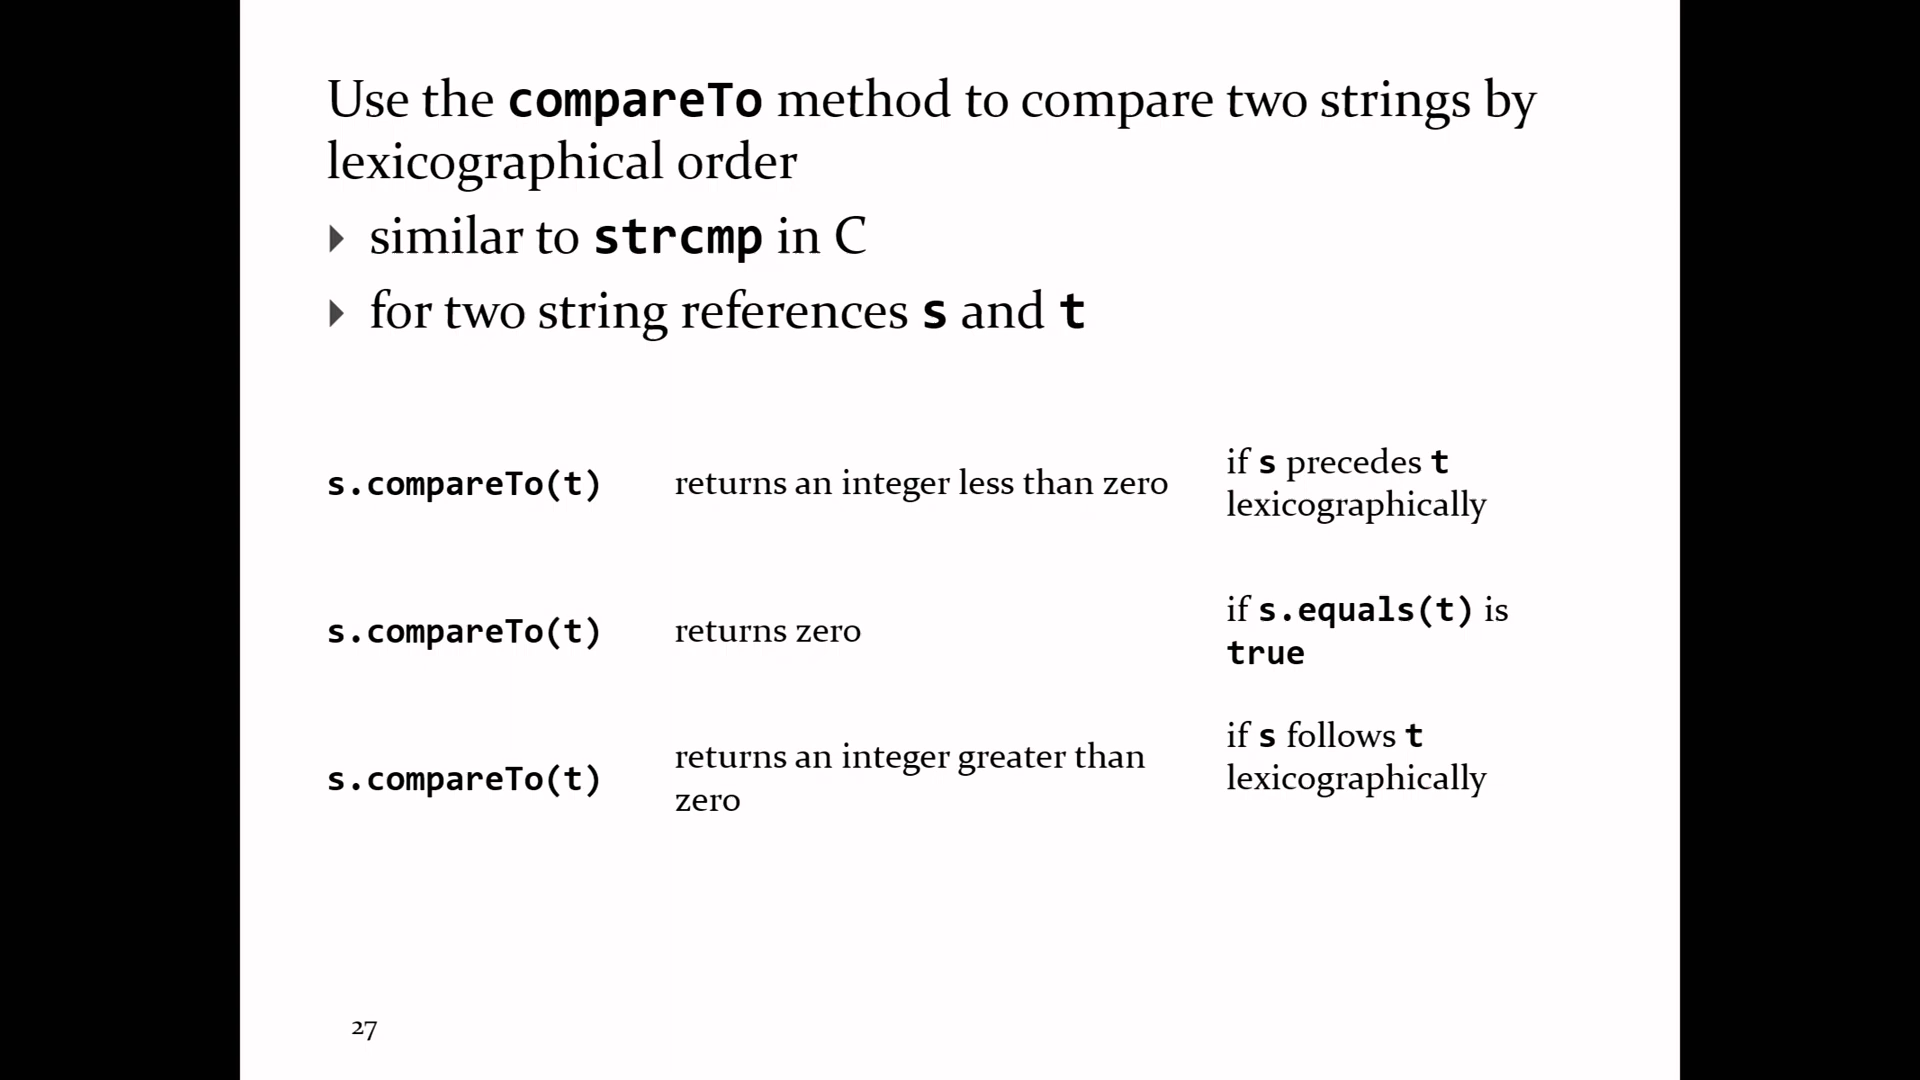 Use the compareTo method to compare two strings by
lexicographical order
similar to strcmp in C
for two string references s and t
s.compareTo(t) returns an integer less than zero if s precedes t
lexicographically
s.compareTo(t) returns zero if s.equals(t) is
true
s.compareTo(t) returns an integer greater than
zero
if s follows t
lexicographically
27